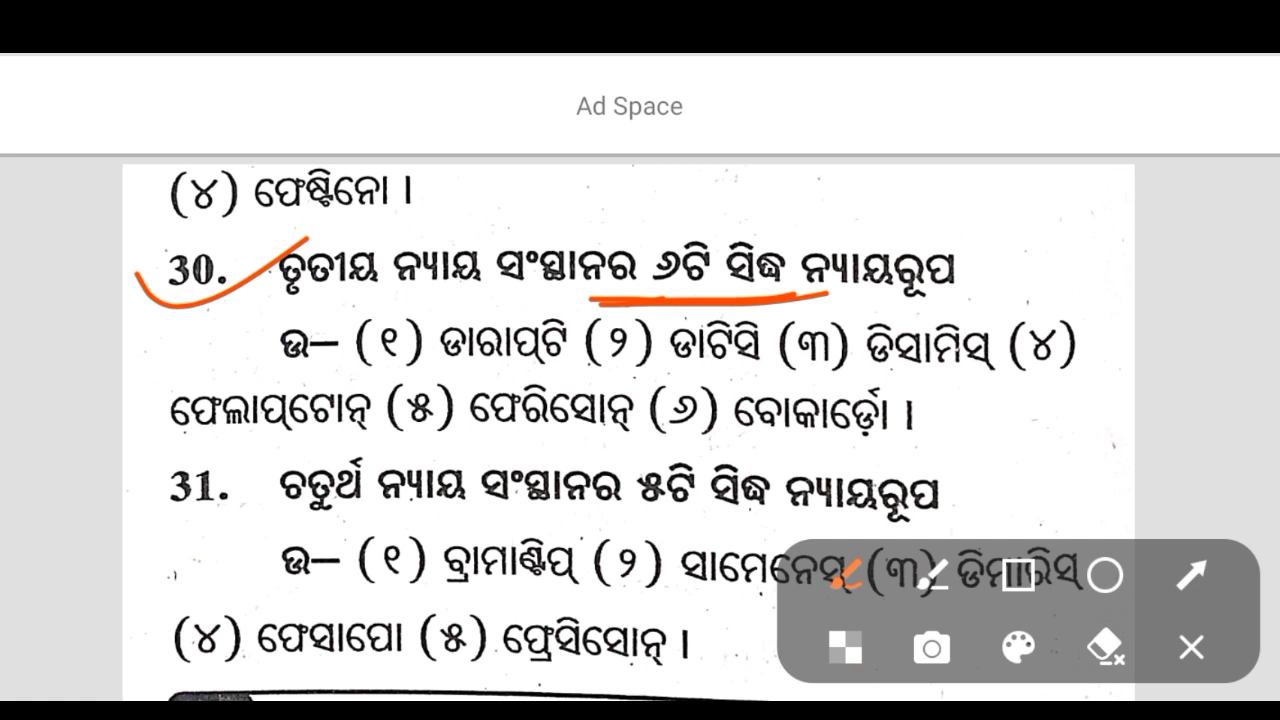 Ad Space
(୪) ଫେଷ୍ଟିନୋ ।
30. ତୃତୀୟ ନ୍ୟାୟ ସଂସ୍ଥାନର ୬ଟି ସିଦ୍ଧ ନ୍ୟାୟରୂପ
ଉ– (୧) ଡାରାପ୍‌ଟି (୨) ଡାଟିସି (୩) ଡିସାମିସ୍ (୪)
ଫେଲାପ୍‌ଟୋନ୍ (୫) ଫେରିସୋନ୍ (୬) ବୋକାର୍ଡ଼ୋ ।
31. ଚତୁର୍ଥ ନ୍ୟାୟ ସଂସ୍ଥାନର ୫ଟି ସିଦ୍ଧ ନ୍ୟାୟରୂପ
ଉ– (୧) ବ୍ରାମାଣ୍ଟିପ୍ (୨) ସାମେନେସ୍ (୩) ଡିମାରିସ୍
(୪) ଫେସାପୋ (୫) ଫ୍ରେସିସୋନ୍ ।